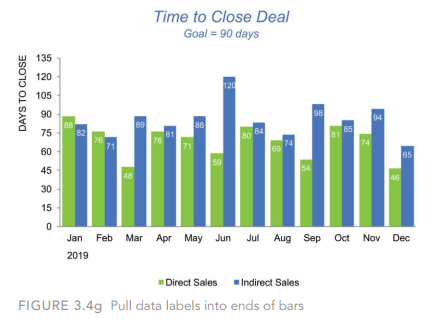 Time to Close Deal
Goal = 90 days
DAYS TO CLOSE
135
120
105
90
75
60
45
30
15
0
88 82 76 71 48 89 76 81 71 88 59 120 80 84 69 74 54 98 81 85 74 94 46 65
Jan Feb Mar Apr May Jun Jul Aug Sep Oct Nov Dec
2019
Direct Sales Indirect Sales
FIGURE 3.4g Pull data labels into ends of bars